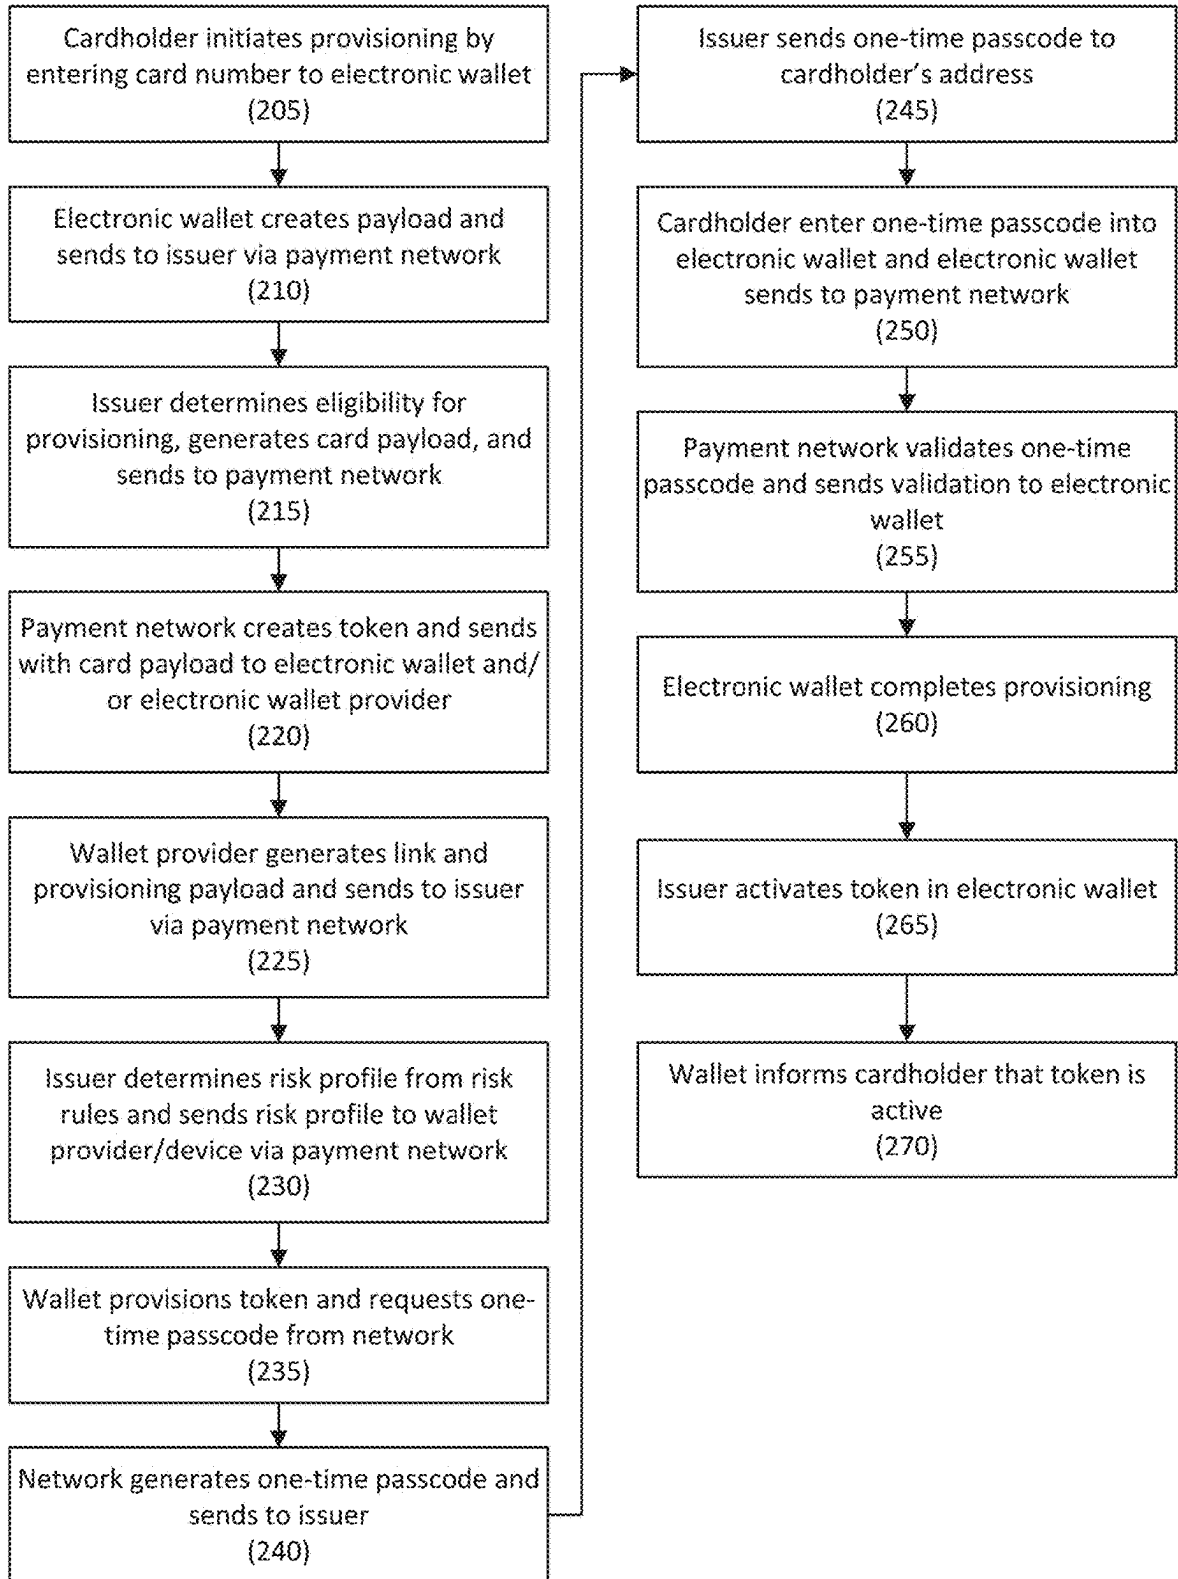 Cardholder initiates provisioning by
entering card number to electronic wallet
(205)
Electronic wallet creates payload and
sends to issuer via payment network
(210)
Issuer determines eligibility for
provisioning, generates card payload, and
sends to payment network
(215)
Payment network creates token and sends
with card payload to electronic wallet and/
or electronic wallet provider
(220)
Wallet provider generates link and
provisioning payload and sends to issuer
via payment network
(225)
Issuer determines risk profile from risk
rules and sends risk profile to wallet
provider/device via payment network
(230)
Wallet provisions token and requests one-
time passcode from network
(235)
Network generates one-time passcode and
sends to issuer
(240)
Issuer sends one-time passcode to
cardholder's address
(245)
Cardholder enter one-time passcode into
electronic wallet and electronic wallet
sends to payment network
(250)
Payment network validates one-time
passcode and sends validation to electronic
wallet
(255)
Electronic wallet completes provisioning
(260)
Issuer activates token in electronic wallet
(265)
Wallet informs cardholder that token is
active
(270)